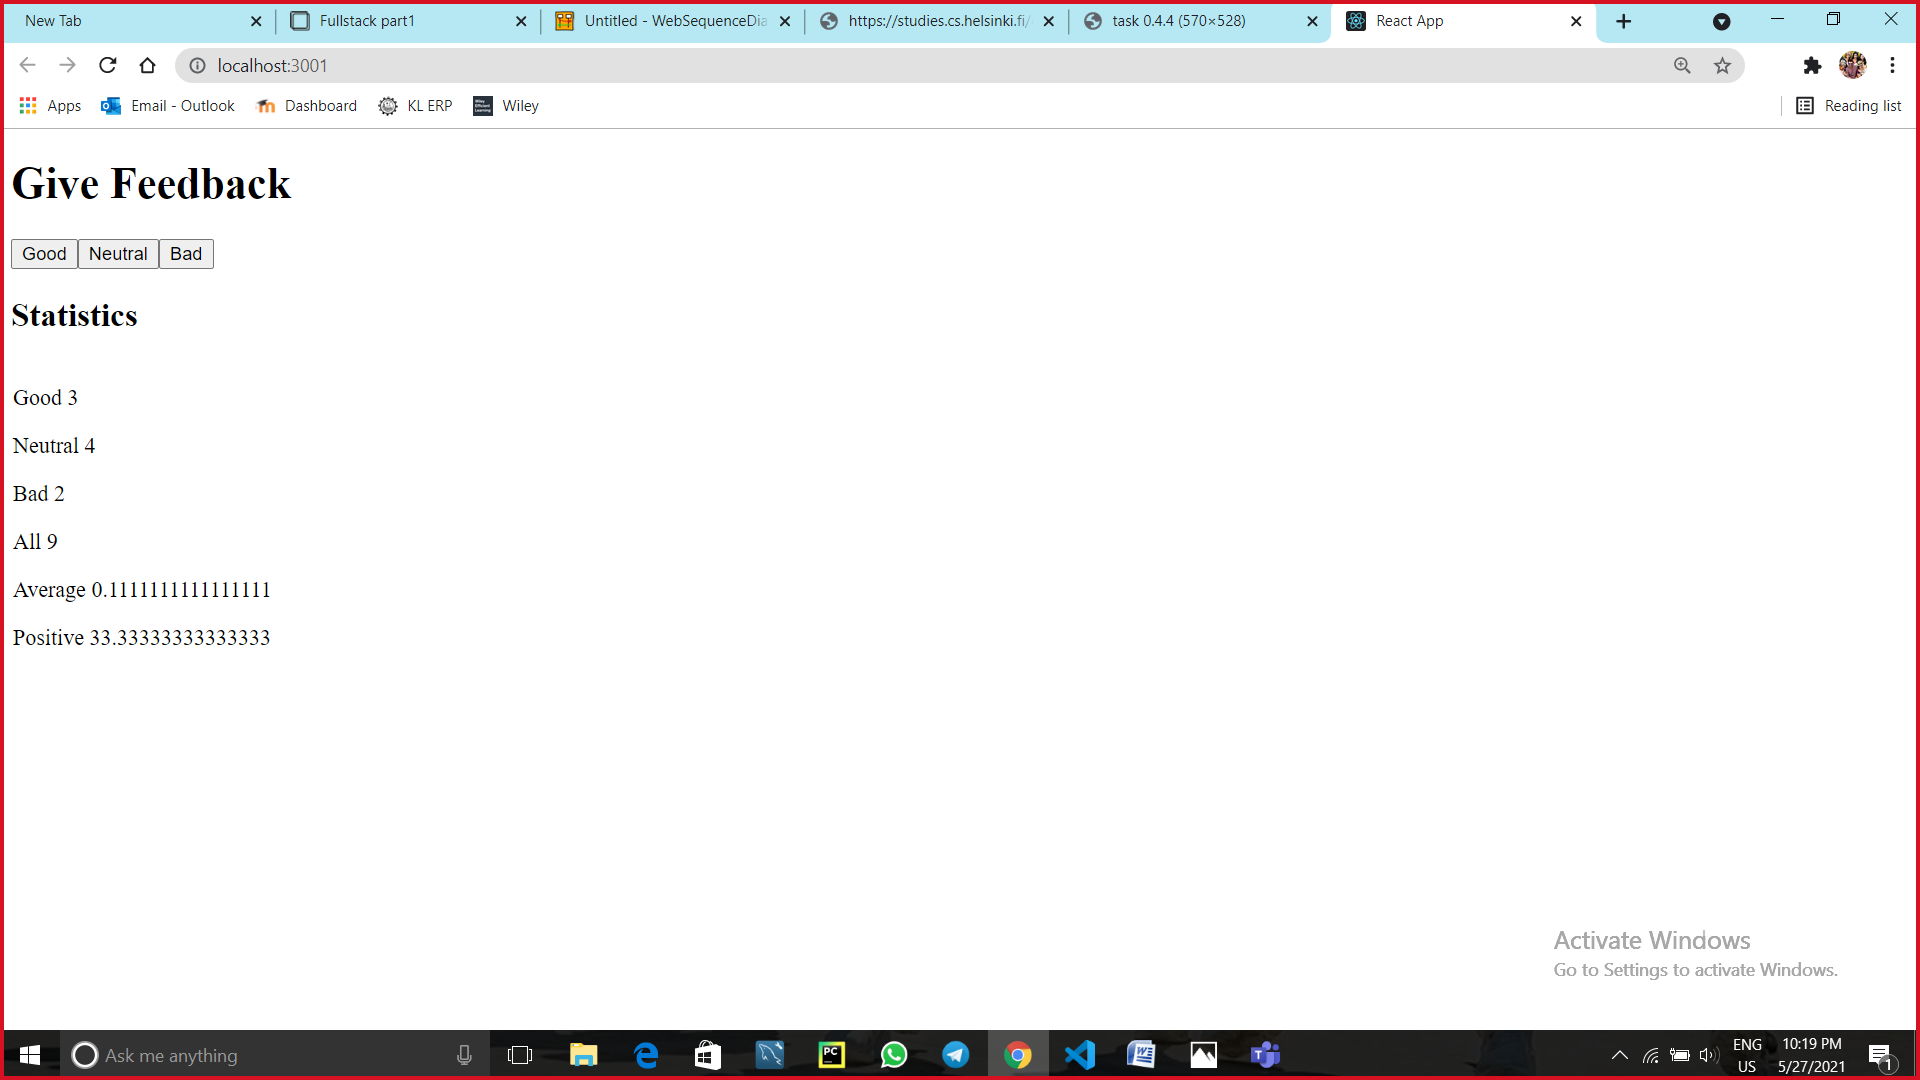 New Tab
Fullstack part1
Untitled - WebSequenceDia
https://studies.cs.helsinki.fi/
task 0.4.4 (570×528)
React App
localhost:3001
Apps
Email - Outlook
Dashboard
KL ERP
Wiley
Reading list
Give Feedback
Good Neutral Bad
Statistics
Good 3
Neutral 4
Bad 2
All 9
Average 0.1111111111111111
Positive 33.33333333333333
Activate Windows
Go to Settings to activate Windows.
Ask me anything
ENG
US
10:19 PM
5/27/2021
1